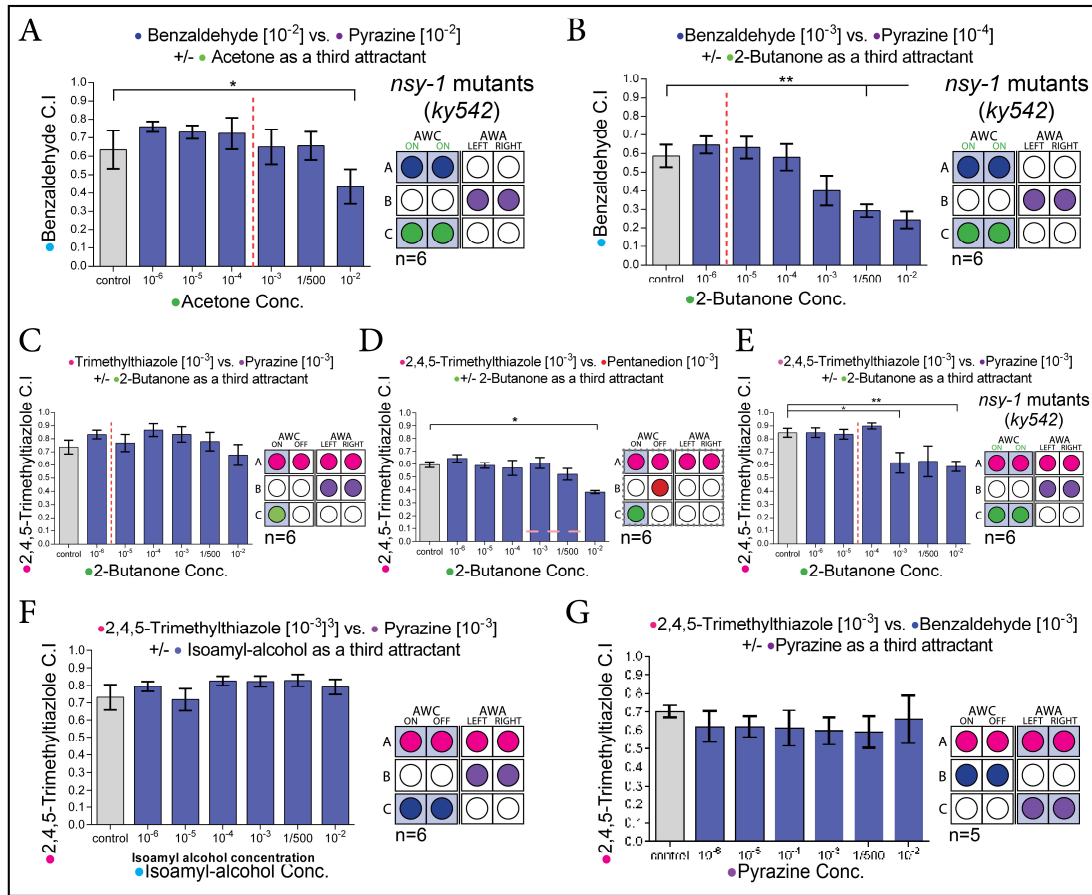 A
Benzaldehyde [10-2] vs. Pyrazine [10-2]
+/- Acetone as a third attractant
Benzaldehyde C.I
1.0
0.9
0.8
0.7
0.6
0.5
0.4
0.3
0.2
0.1
0.0
*
control 10-6 10-5 10-4 10-3 1/500 10-2
Acetone Conc.
nsy-1 mutants
(ky542)
AWC AWA
ON ON LEFT RIGHT
A
B
C
n=6
B
Benzaldehyde [10-3] vs. Pyrazine [10-4]
+/- 2-Butanone as a third attractant
Benzaldehyde C.I
1.0
0.9
0.8
0.7
0.6
0.5
0.4
0.3
0.2
0.1
0.0
**
control 10-6 10-5 10-4 10-3 1/500 10-2
2-Butanone Conc.
nsy-1 mutants
(ky542)
AWC AWA
ON ON LEFT RIGHT
A
B
C
n=6
C
Trimethylthiazole [10-3] vs. Pyrazine [10-3]
+/- 2-Butanone as a third attractant
2,4,5-Trimethyltiazlole C.I
1.0
0.9
0.8
0.7
0.6
0.5
0.4
0.3
0.2
0.1
0.0
control 10-6 10-5 10-4 10-3 1/500 10-2
2-Butanone Conc.
AWC AWA
ON OFF LEFT RIGHT
A
B
C
n=6
D
2,4,5-Trimethylthiazole [10-3] vs. Pentanedion [10-3]
+/- 2-Butanone as a third attractant
2,4,5-Trimethyltiazlole C.I
1.0
0.9
0.8
0.7
0.6
0.5
0.4
0.3
0.2
0.1
0.0
*
control 10-6 10-5 10-4 10-3 1/500 10-2
2-Butanone Conc.
AWC AWA
ON OFF LEFT RIGHT
A
B
C
n=6
E
2,4,5-Trimethylthiazole [10-3] vs. Pyrazine [10-3]
+/- 2-Butanone as a third attractant
2,4,5-Trimethyltiazlole C.I
1.0
0.9
0.8
0.7
0.6
0.5
0.4
0.3
0.2
0.1
0.0
**
*
control 10-6 10-5 10-4 10-3 1/500 10-2
2-Butanone Conc.
nsy-1 mutants
(ky542)
AWC AWA
ON ON LEFT RIGHT
A
B
C
n=6
F
2,4,5-Trimethylthiazole [10-3]3] vs. Pyrazine [10-3]
+/- Isoamyl-alcohol as a third attractant
2,4,5-Trimethyltiazlole C.I
1.0
0.9
0.8
0.7
0.6
0.5
0.4
0.3
0.2
0.1
0.0
control 10-6 10-5 10-4 10-3 1/500 10-2
Isoamyl alcohol concentration
Isoamyl-alcohol Conc.
AWC AWA
ON OFF LEFT RIGHT
A
B
C
n=6
G
2,4,5-Trimethylthiazole [10-3] vs. Benzaldehyde [10-3]
+/- Pyrazine as a third attractant
2,4,5-Trimethyltiazlole C.I
1.0
0.9
0.8
0.7
0.6
0.5
0.4
0.3
0.2
0.1
0.0
control 1/500 10-2
Pyrazine Conc.
AWC AWA
ON OFF LEFT RIGHT
A
B
C
n=5